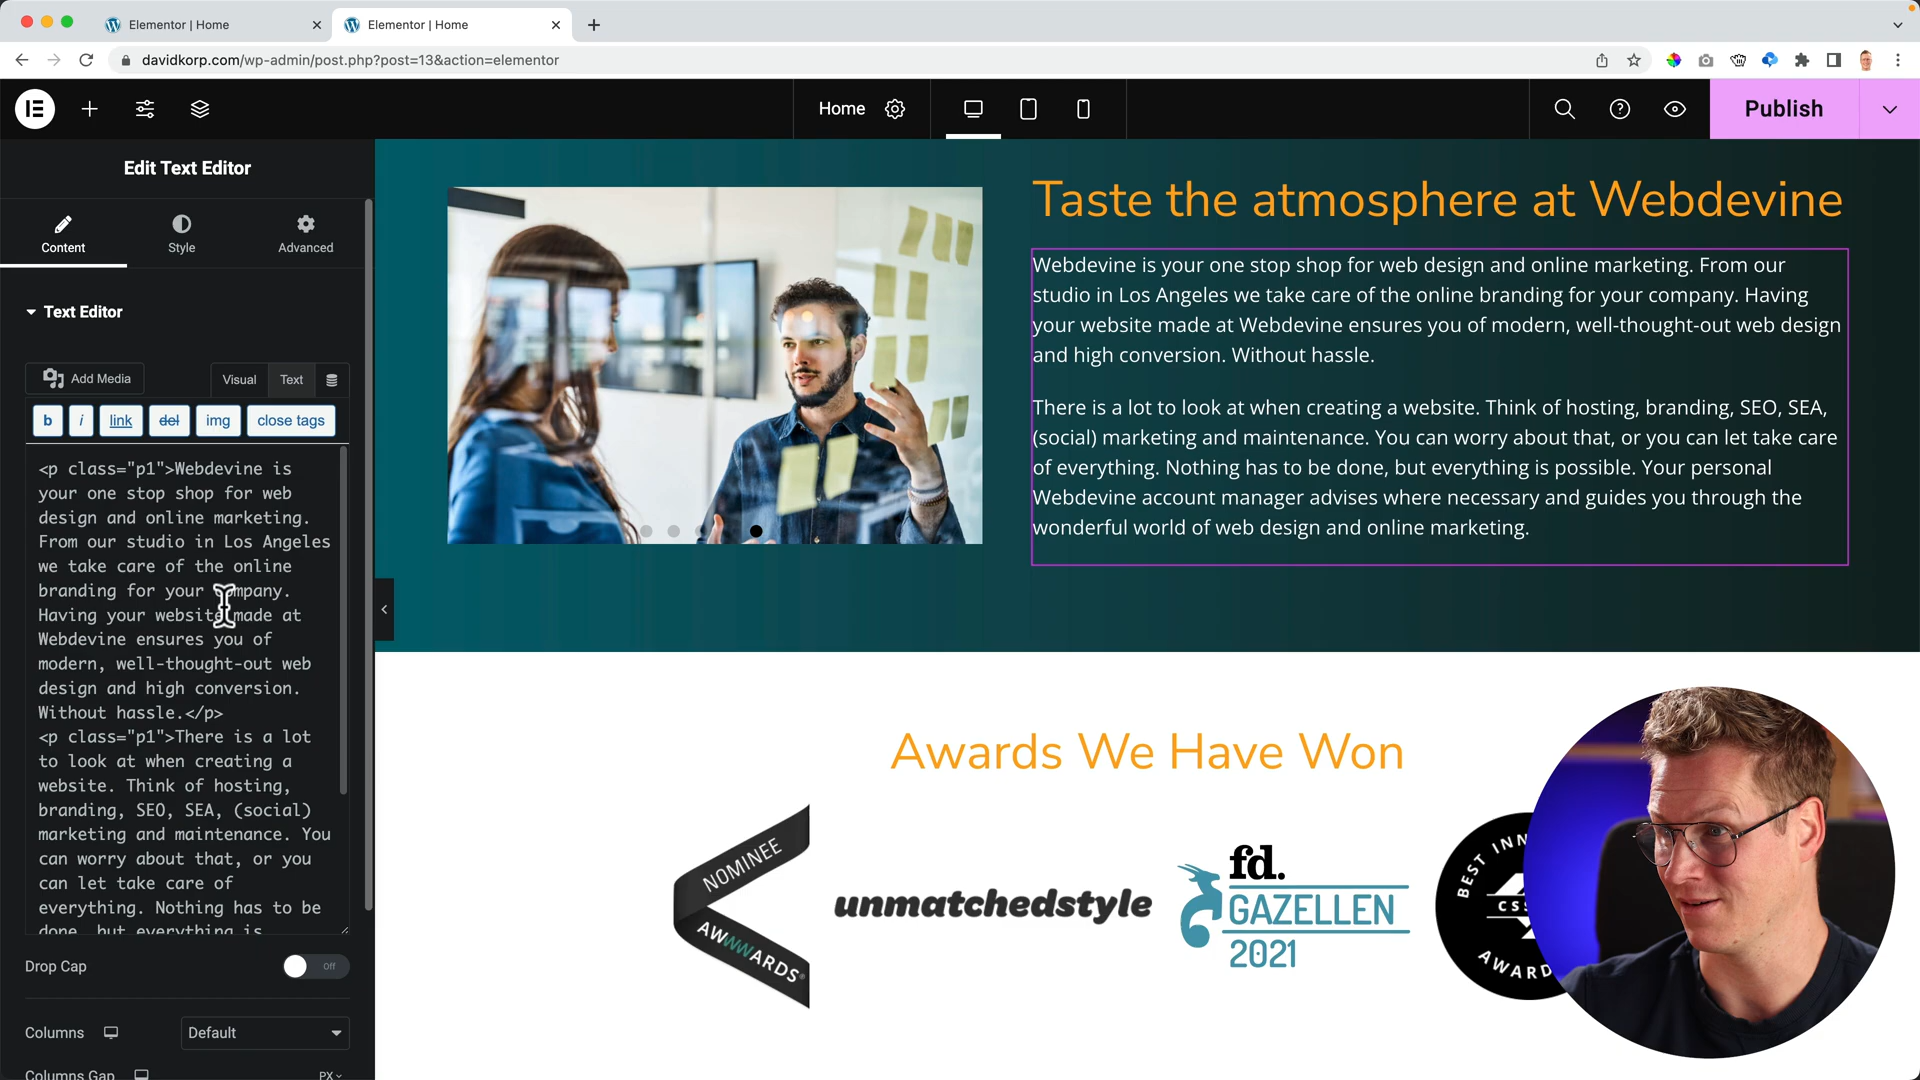 Elementor | Home
Elementor | Home
davidkorp.com/wp-admin/post.php?post=13&action=elementor
Home
Publish
Edit Text Editor
Content
Style
Advanced
Text Editor
Add Media
Visual
Text
b
i
link
del
img
close tags
<p class="p1">Webdevine is
your one stop shop for web
design and online marketing.
From our studio in Los Angeles
we take care of the online
branding for your company.
Having your website made at
Webdevine ensures you of
modern, well-thought-out web
design and high conversion.
Without hassle.</p>
<p class="p1">There is a lot
to look at when creating a
website. Think of hosting,
branding, SEO, SEA, (social)
marketing and maintenance. You
can worry about that, or you
can let take care of
everything. Nothing has to be
done, but everything is
Drop Cap
Off
Columns
Default
Columns Gap
PX
Taste the atmosphere at Webdevine
Webdevine is your one stop shop for web design and online marketing. From our
studio in Los Angeles we take care of the online branding for your company. Having
your website made at Webdevine ensures you of modern, well-thought-out web design
and high conversion. Without hassle.
There is a lot to look at when creating a website. Think of hosting, branding, SEO, SEA,
(social) marketing and maintenance. You can worry about that, or you can let take care
of everything. Nothing has to be done, but everything is possible. Your personal
Webdevine account manager advises where necessary and guides you through the
wonderful world of web design and online marketing.
Awards We Have Won
NOMINEE
AWWWARDS
unmatchedstyle
fd.
GAZELLEN
2021
BEST INN
CSS
AWARD